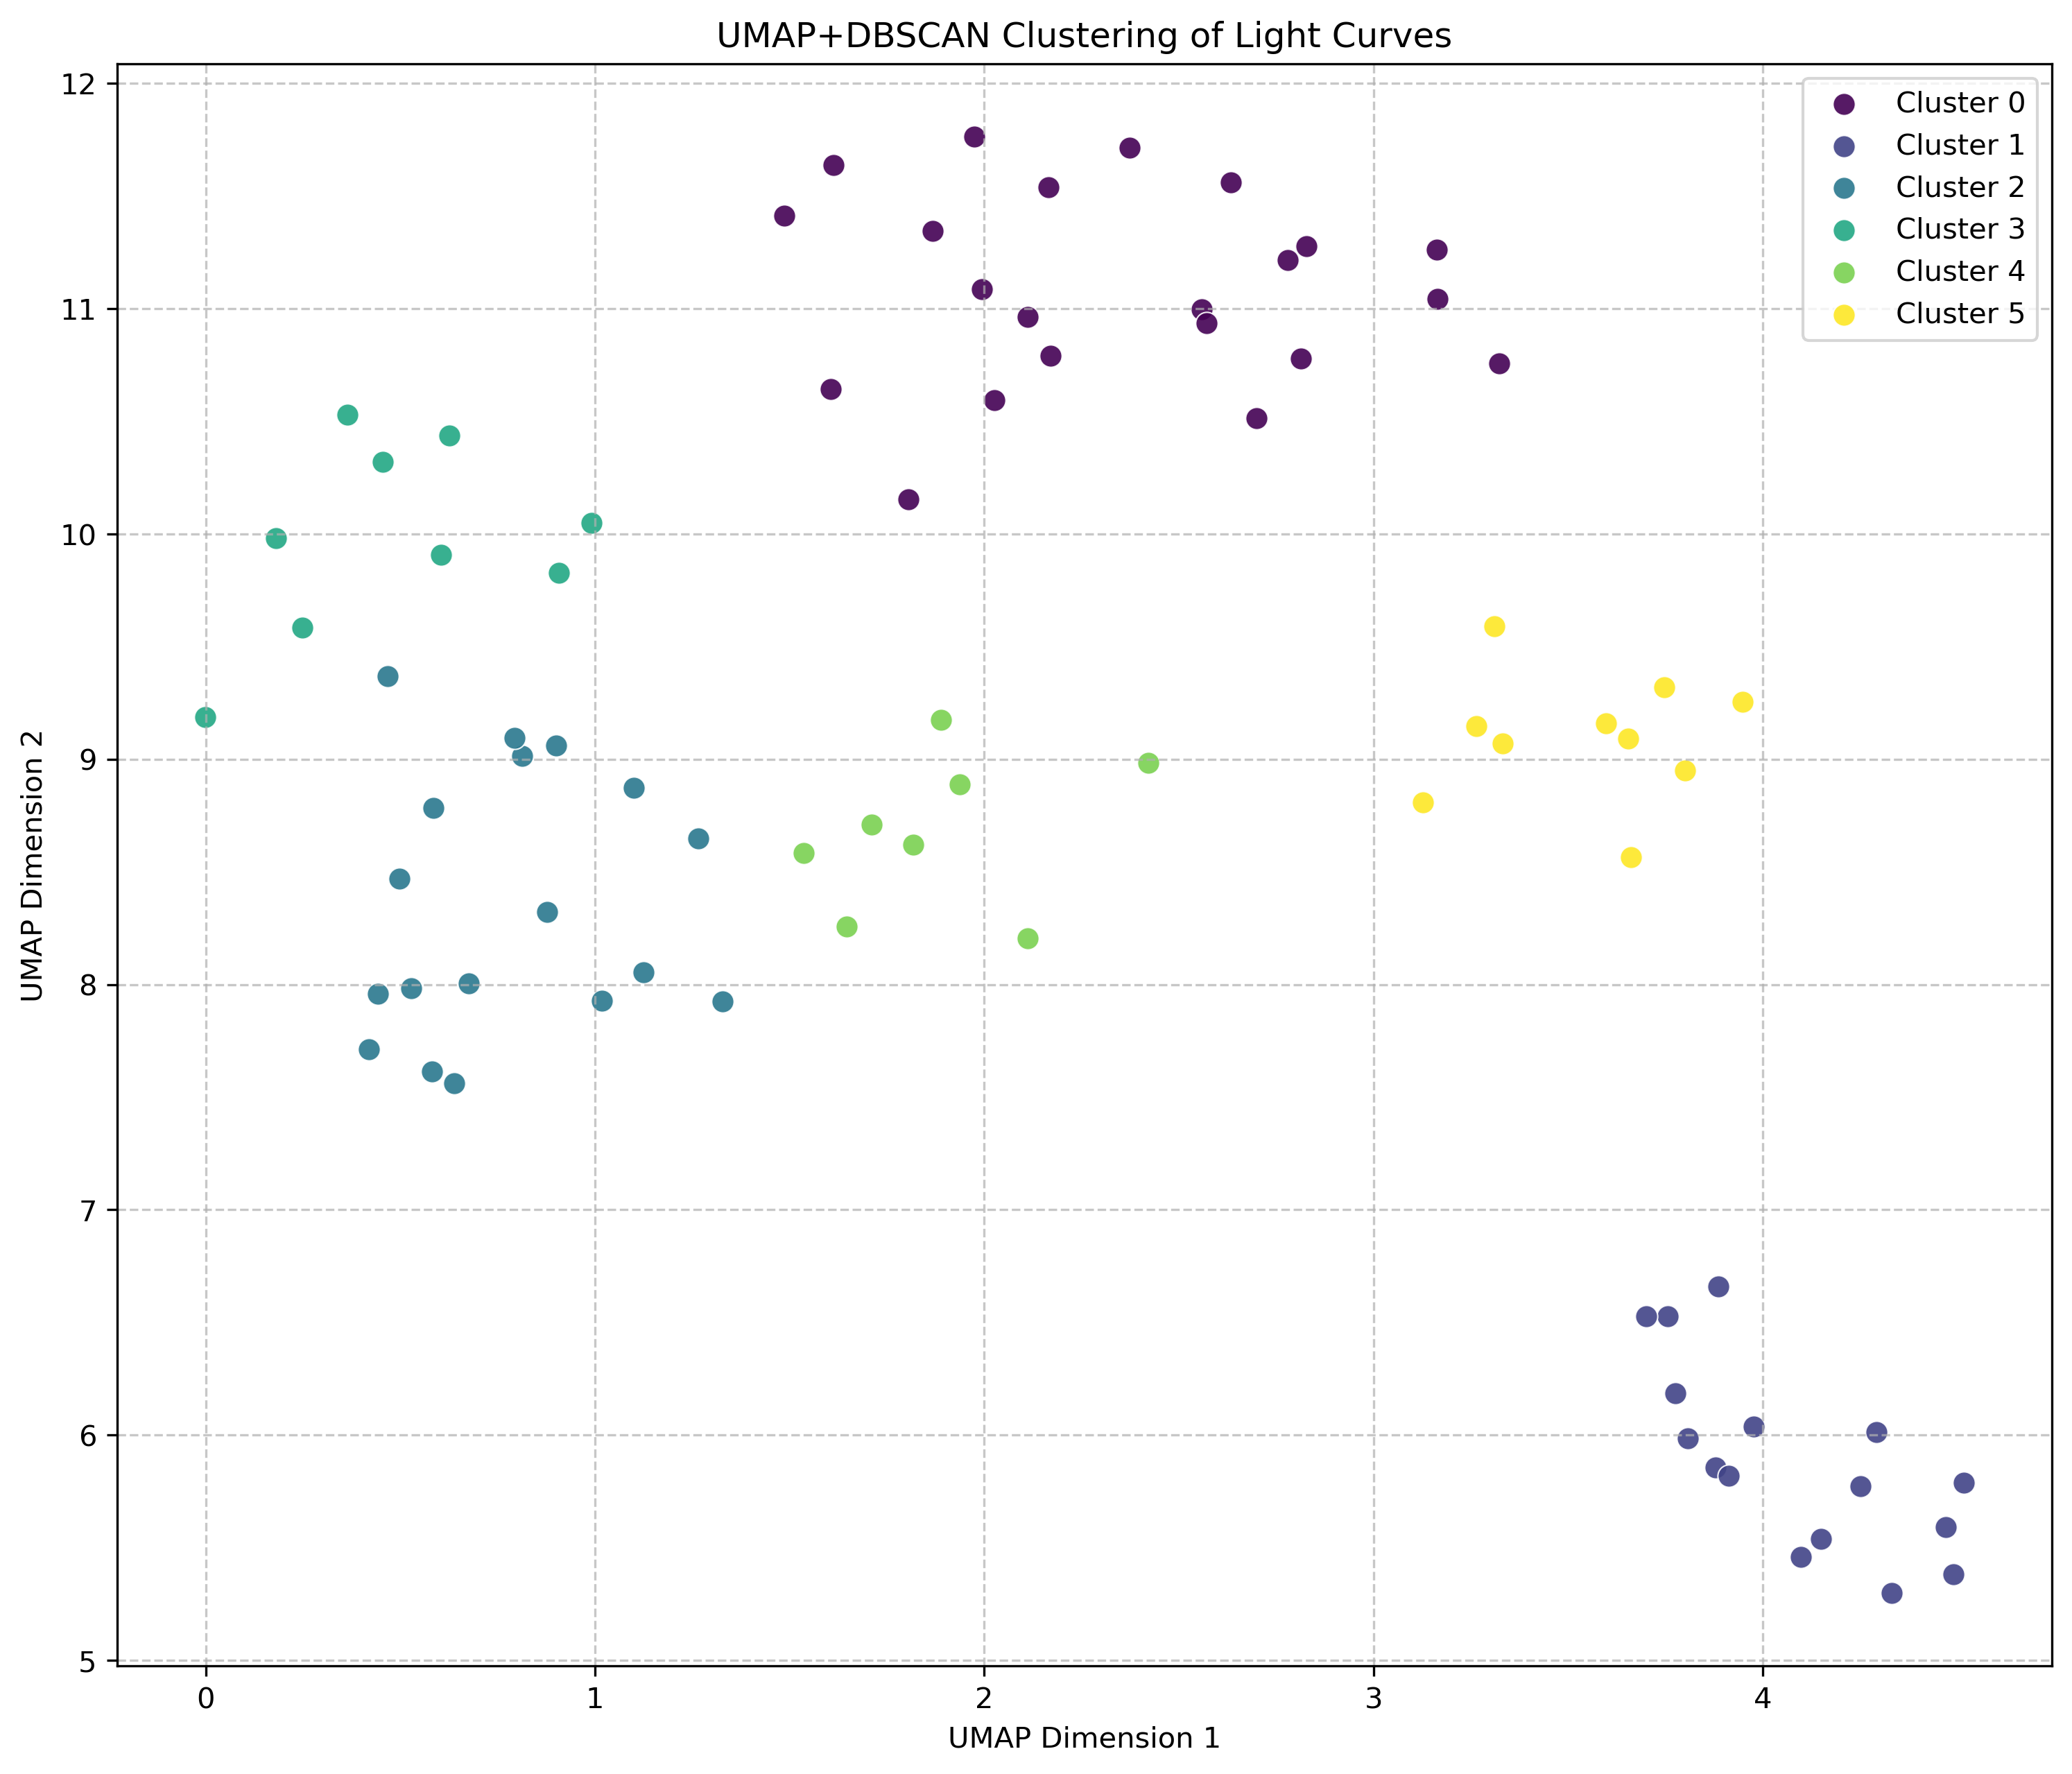 UMAP+DBSCAN Clustering of Light Curves
Cluster 0
Cluster 1
Cluster 2
Cluster 3
Cluster 4
Cluster 5
12
11
10
9
8
7
6
5
UMAP Dimension 2
0 1 2 3 4
UMAP Dimension 1